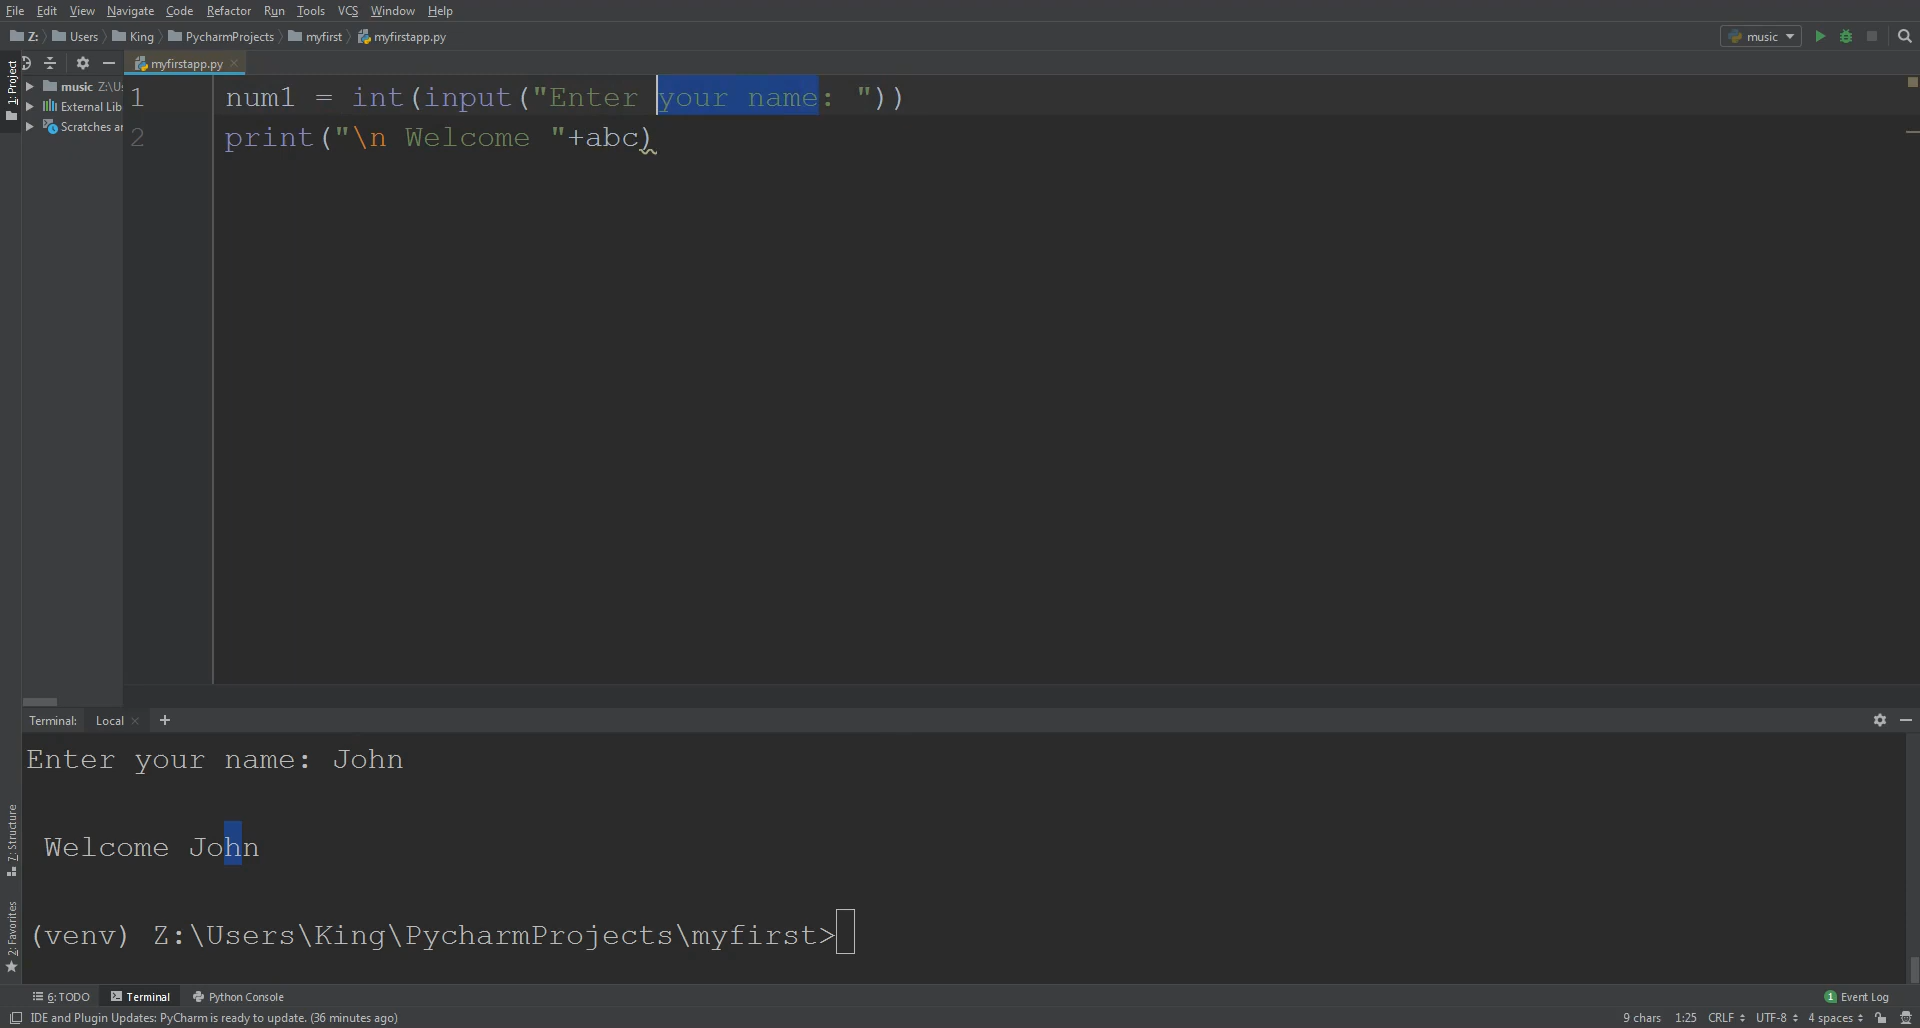 File Edit View Navigate Code Refactor Run Tools VCS Window Help
Z: Users King PycharmProjects myfirst myfirstapp.py music
myfirstapp.py
1: Project
music Z:\Us
External Lib
Scratches ar
1 num1 = int(input("Enter your name: "))
2 print("\n Welcome "+abc)
Terminal: Local +
Enter your name: John
Welcome John
(venv) Z:\Users\King\PycharmProjects\myfirst>
Z: Structure
2: Favorites
6: TODO Terminal Python Console 1 Event Log
IDE and Plugin Updates: PyCharm is ready to update. (36 minutes ago) 9 chars 1:25 CRLF UTF-8 4 spaces